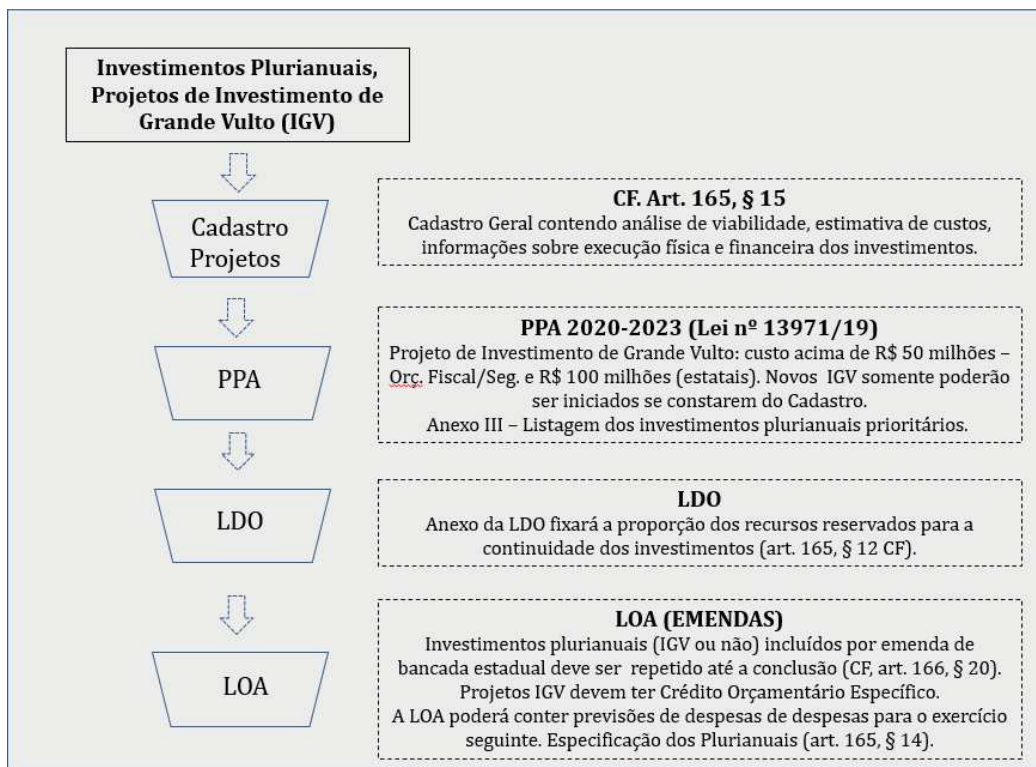 Investimentos Plurianuais,
Projetos de Investimento de
Grande Vulto (IGV)
Cadastro
Projetos
CF. Art. 165, § 15
Cadastro Geral contendo análise de viabilidade, estimativa de custos,
informações sobre execução física e financeira dos investimentos.
PPA
PPA 2020-2023 (Lei nº 13971/19)
Projeto de Investimento de Grande Vulto: custo acima de R$ 50 milhões –
Orç. Fiscal/Seg. e R$ 100 milhões (estatais). Novos IGV somente poderão
ser iniciados se constarem do Cadastro.
Anexo III – Listagem dos investimentos plurianuais prioritários.
LDO
LDO
Anexo da LDO fixará a proporção dos recursos reservados para a
continuidade dos investimentos (art. 165, § 12 CF).
LOA
LOA (EMENDAS)
Investimentos plurianuais (IGV ou não) incluídos por emenda de
bancada estadual deve ser repetido até a conclusão (CF, art. 166, § 20).
Projetos IGV devem ter Crédito Orçamentário Específico.
A LOA poderá conter previsões de despesas de despesas para o exercício
seguinte. Especificação dos Plurianuais (art. 165, § 14).